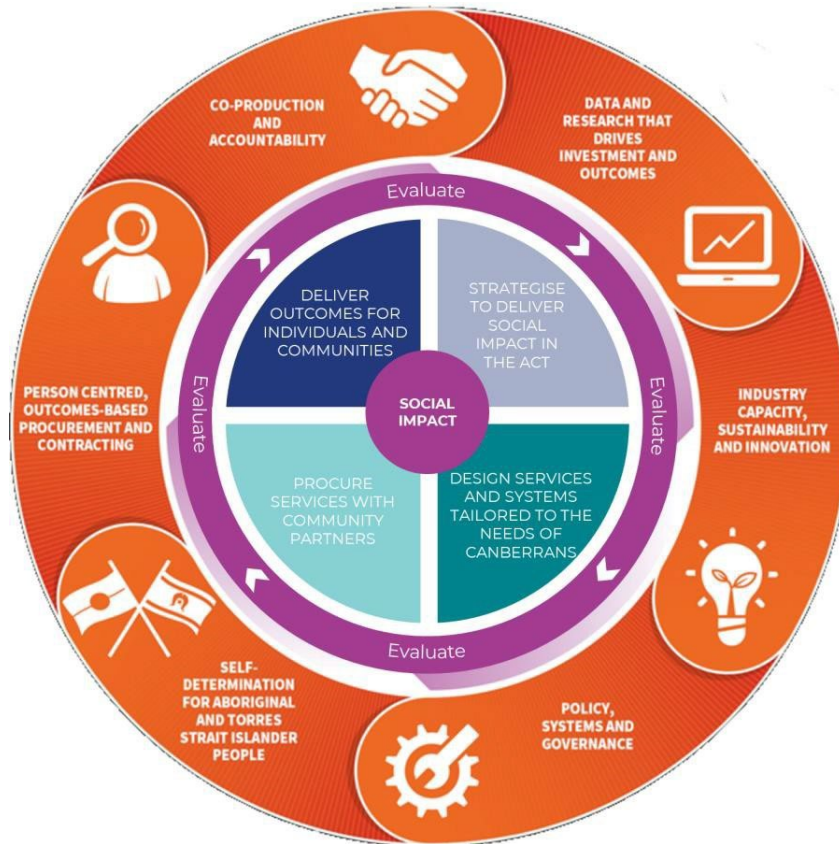 CO-PRODUCTION
AND
ACCOUNTABILITY
DATA AND
RESEARCH THAT
DRIVES
INVESTMENT AND
OUTCOMES
INDUSTRY
CAPACITY,
SUSTAINABILITY
AND INNOVATION
POLICY,
SYSTEMS AND
GOVERNANCE
SELF-
DETERMINATION
FOR ABORIGINAL
AND TORRES
STRAIT ISLANDER
PEOPLE
PERSON CENTRED,
OUTCOMES-BASED
PROCUREMENT AND
CONTRACTING
Evaluate
Evaluate
Evaluate
Evaluate
DELIVER
OUTCOMES FOR
INDIVIDUALS AND
COMMUNITIES
STRATEGISE
TO DELIVER
SOCIAL
IMPACT IN
THE ACT
SOCIAL
IMPACT
PROCURE
SERVICES WITH
COMMUNITY
PARTNERS
DESIGN SERVICES
AND SYSTEMS
TAILORED TO THE
NEEDS OF
CANBERRANS